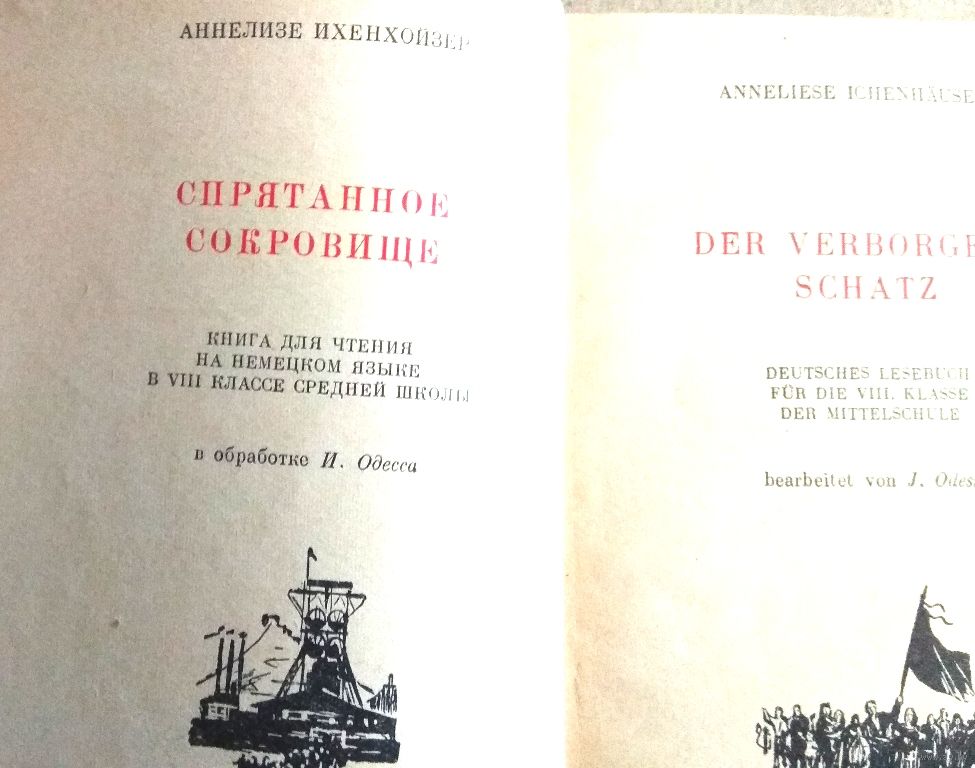 АННЕЛИЗЕ ИХЕНХОЙЗЕР
СПРЯТАННОЕ
СОКРОВИЩЕ
КНИГА ДЛЯ ЧТЕНИЯ
НА НЕМЕЦКОМ ЯЗЫКЕ
В VIII КЛАССЕ СРЕДНЕЙ ШКОЛЫ
в обработке И. Одесса
ANNELIESE ICHENHÄUSE
DER VERBORGE
SCHATZ
DEUTSCHES LESEBUCH
FÜR DIE VIII. KLASSE
DER MITTELSCHULE
bearbeitet von J. Odes